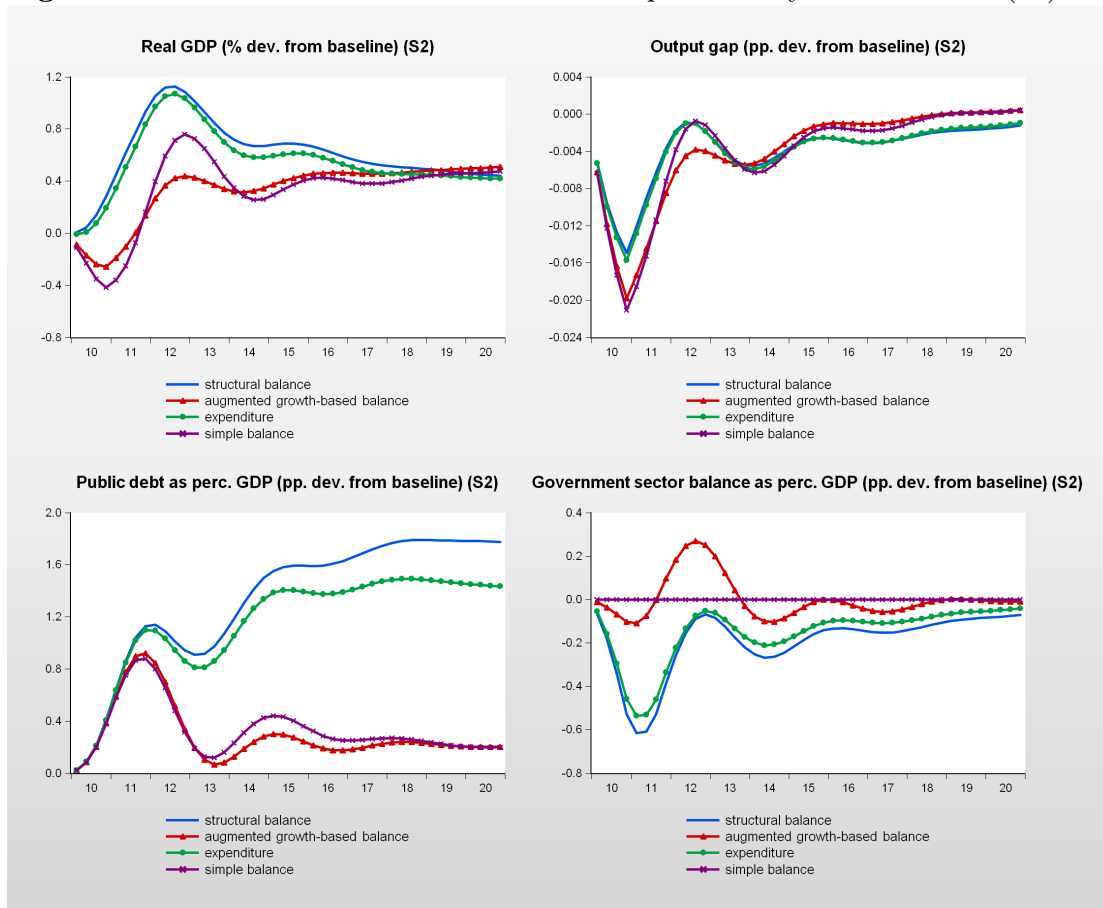 Real GDP (% dev. from baseline) (S2)
1.2
0.8
0.4
0.0
-0.4
-0.8
10 11 12 13 14 15 16 17 18 19 20
structural balance
augmented growth-based balance
expenditure
simple balance
Output gap (pp. dev. from baseline) (S2)
0.004
0.000
-0.004
-0.008
-0.012
-0.016
-0.020
-0.024
10 11 12 13 14 15 16 17 18 19 20
structural balance
augmented growth-based balance
expenditure
simple balance
Public debt as perc. GDP (pp. dev. from baseline) (S2)
2.0
1.6
1.2
0.8
0.4
0.0
10 11 12 13 14 15 16 17 18 19 20
structural balance
augmented growth-based balance
expenditure
simple balance
Government sector balance as perc. GDP (pp. dev. from baseline) (S2)
0.4
0.2
0.0
-0.2
-0.4
-0.6
-0.8
10 11 12 13 14 15 16 17 18 19 20
structural balance
augmented growth-based balance
expenditure
simple balance